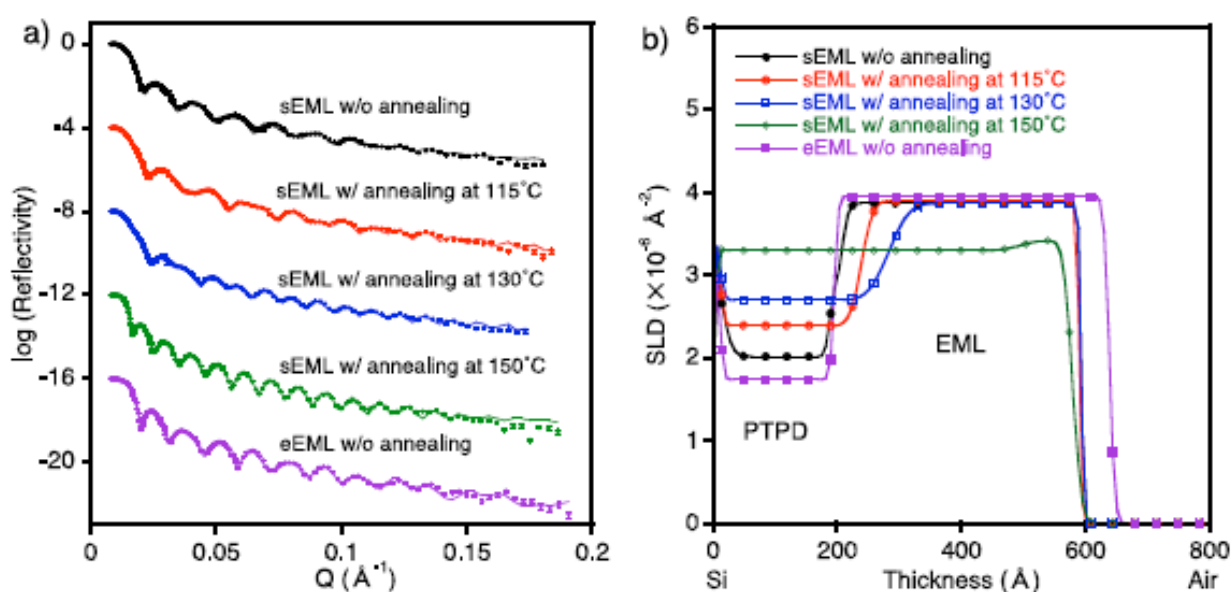 a)
0
-4
-8
-12
-16
-20
log (Reflectivity)
sEML w/o annealing
sEML w/ annealing at 115˚C
sEML w/ annealing at 130˚C
sEML w/ annealing at 150˚C
eEML w/o annealing
0 0.05 0.1 0.15 0.2
Q (Å⁻¹)
b)
6
5
4
3
2
1
0
SLD (×10⁻⁶ Å⁻²)
sEML w/o annealing
sEML w/ annealing at 115˚C
sEML w/ annealing at 130˚C
sEML w/ annealing at 150˚C
eEML w/o annealing
EML
PTPD
0 200 400 600 800
Si Thickness (Å) Air